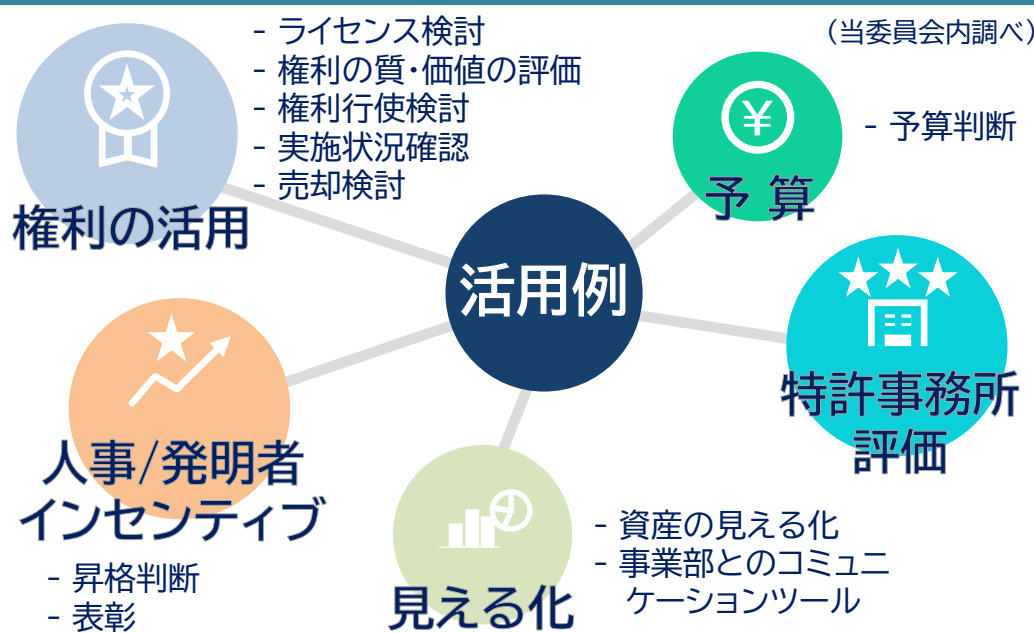 - ライセンス検討
- 権利の質・価値の評価
- 権利行使検討
- 実施状況確認
- 売却検討
権利の活用
(当委員会内調べ)
¥
- 予算判断
予 算
活用例
特許事務所
評価
人事/発明者
インセンティブ
- 昇格判断
- 表彰
見える化
- 資産の見える化
- 事業部とのコミュニ
ケーションツール